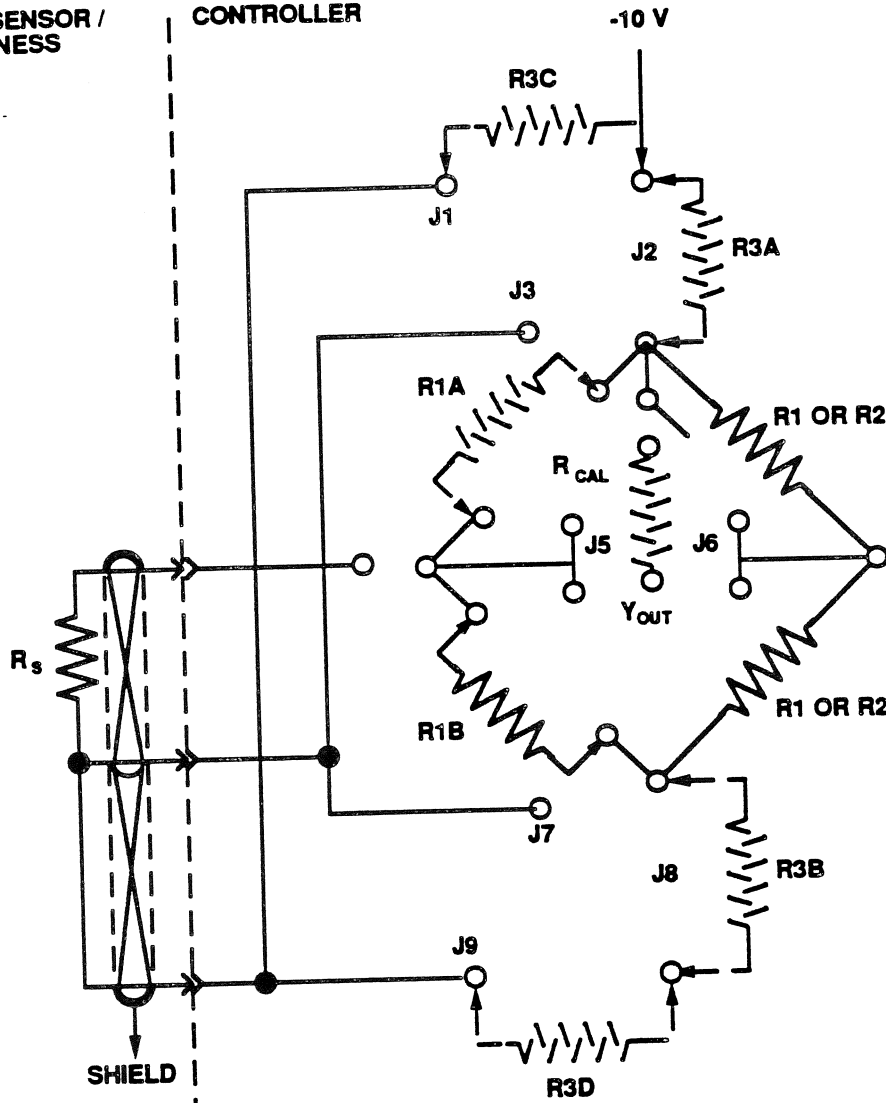 SENSOR /
NESS
CONTROLLER
-10 V
R3C
J1
J2
R3A
J3
R1A
R1 OR R2
R CAL
J5
J6
YOUT
RS
R1B
R1 OR R2
J7
J8
R3B
J9
SHIELD
R3D